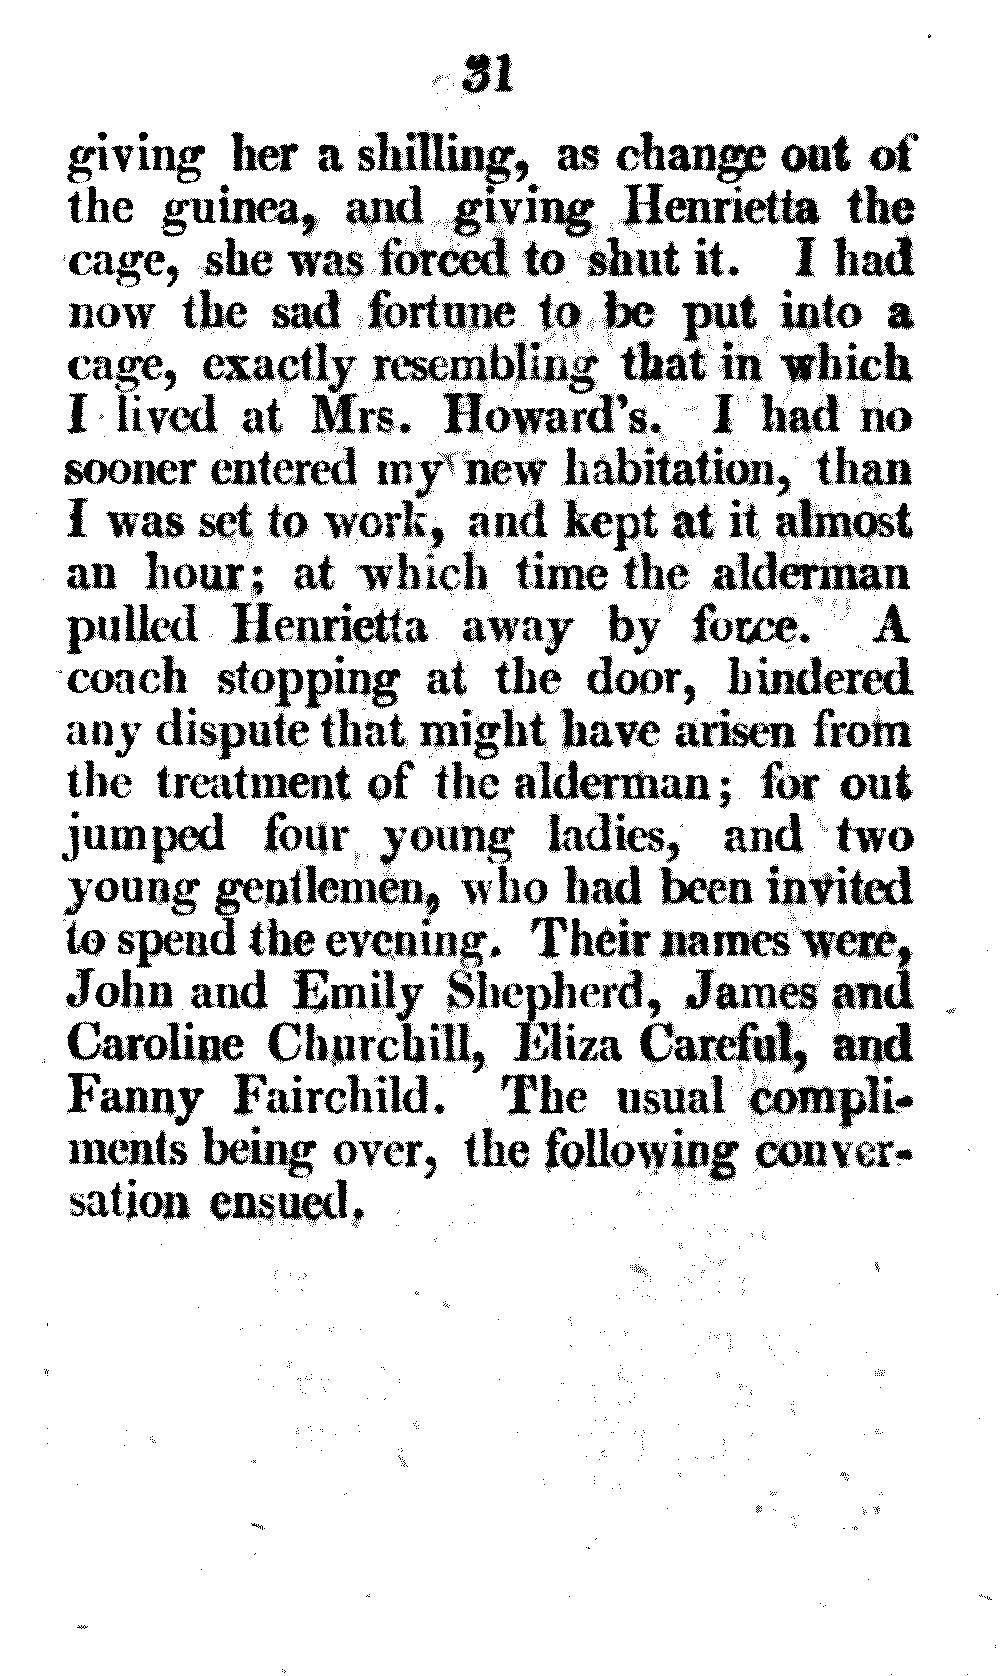 31
giving her a shilling, as change out of
the guinea, and giving Henrietta the
cage, she was forced to shut it. I had
now the sad fortune to be put into a
cage, exactly resembling that in which
I lived at Mrs. Howard's. I had no
sooner entered my new habitation, than
I was set to work, and kept at it almost
an hour; at which time the alderman
pulled Henrietta away by force. A
coach stopping at the door, hindered
any dispute that might have arisen from
the treatment of the alderman; for out
jumped four young ladies, and two
young gentlemen, who had been invited
to spend the evening. Their names were,
John and Emily Shepherd, James and
Caroline Churchill, Eliza Careful, and
Fanny Fairchild. The usual compli-
ments being over, the following conver-
sation ensued.